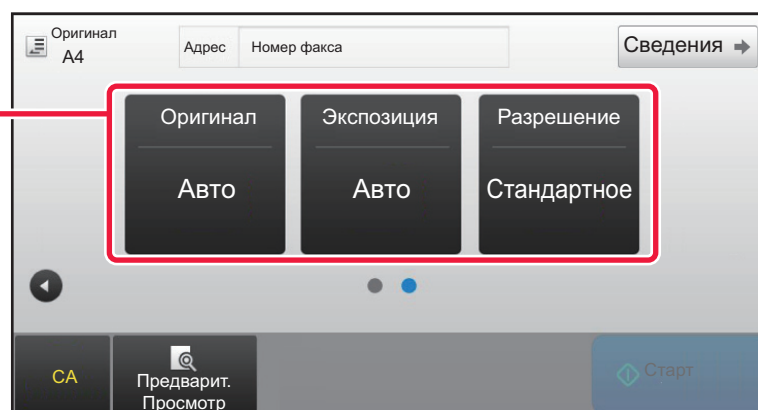 Оригинал
A4
Адрес
Номер факса
Сведения
Оригинал
Экспозиция
Разрешение
Авто
Авто
Стандартное
CA
Предварит.
Просмотр
Старт